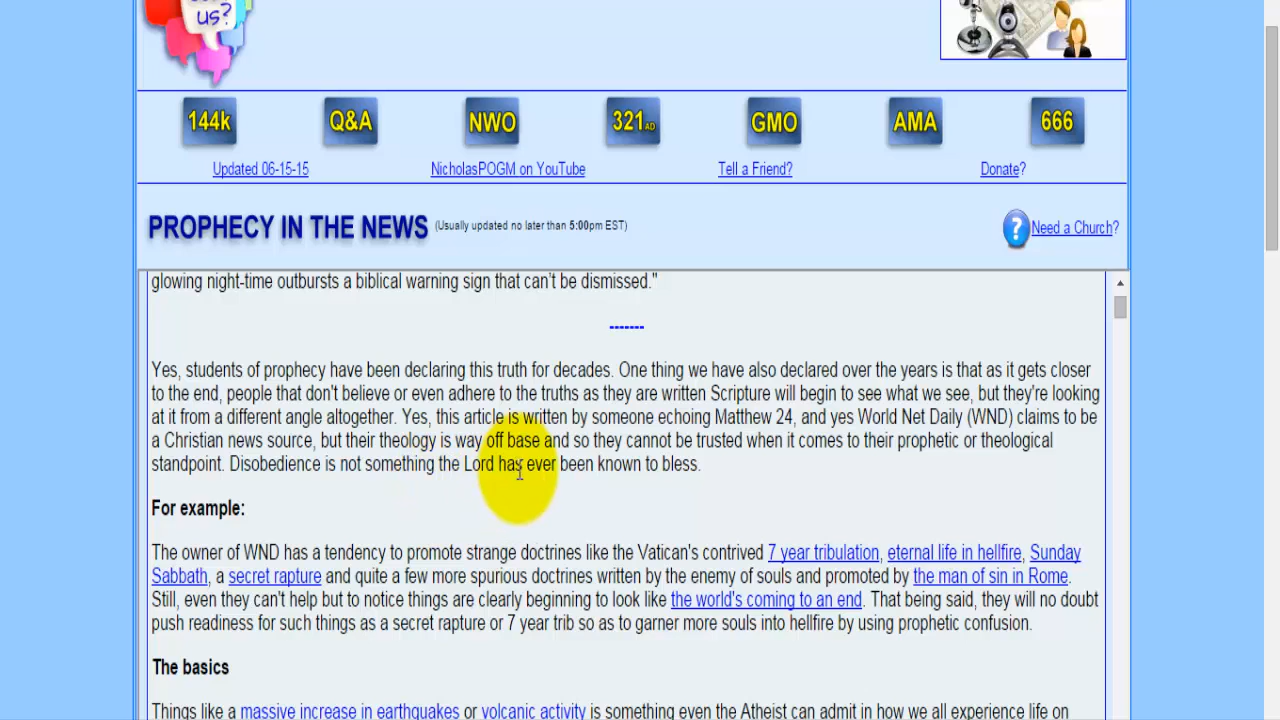 us?
144k Q&A NWO 321AD GMO AMA 666
Updated 06-15-15 NicholasPOGM on YouTube Tell a Friend? Donate?
PROPHECY IN THE NEWS (Usually updated no later than 5:00pm EST) ? Need a Church?
glowing night-time outbursts a biblical warning sign that can't be dismissed."
-------
Yes, students of prophecy have been declaring this truth for decades. One thing we have also declared over the years is that as it gets closer
to the end, people that don't believe or even adhere to the truths as they are written Scripture will begin to see what we see, but they're looking
at it from a different angle altogether. Yes, this article is written by someone echoing Matthew 24, and yes World Net Daily (WND) claims to be
a Christian news source, but their theology is way off base and so they cannot be trusted when it comes to their prophetic or theological
standpoint. Disobedience is not something the Lord has ever been known to bless.
For example:
The owner of WND has a tendency to promote strange doctrines like the Vatican's contrived 7 year tribulation, eternal life in hellfire, Sunday
Sabbath, a secret rapture and quite a few more spurious doctrines written by the enemy of souls and promoted by the man of sin in Rome.
Still, even they can't help but to notice things are clearly beginning to look like the world's coming to an end. That being said, they will no doubt
push readiness for such things as a secret rapture or 7 year trib so as to garner more souls into hellfire by using prophetic confusion.
The basics
Things like a massive increase in earthquakes or volcanic activity is something even the Atheist can admit in how we all experience life on